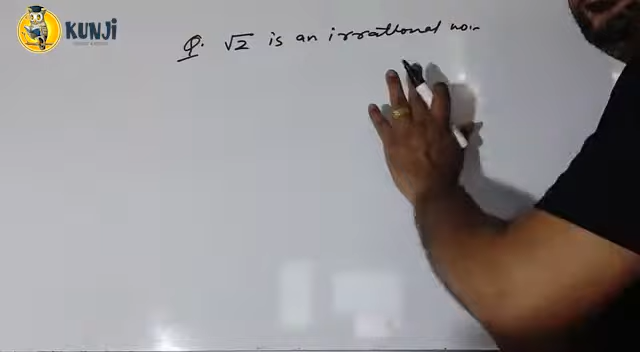 KUNJI
Q. √2 is an irrational no.